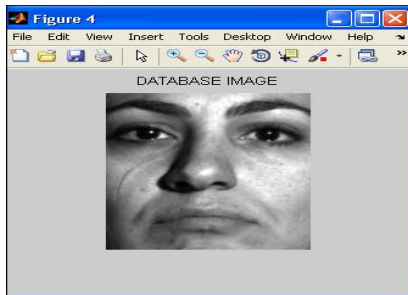 Figure 4
File Edit View Insert Tools Desktop Window Help
DATABASE IMAGE